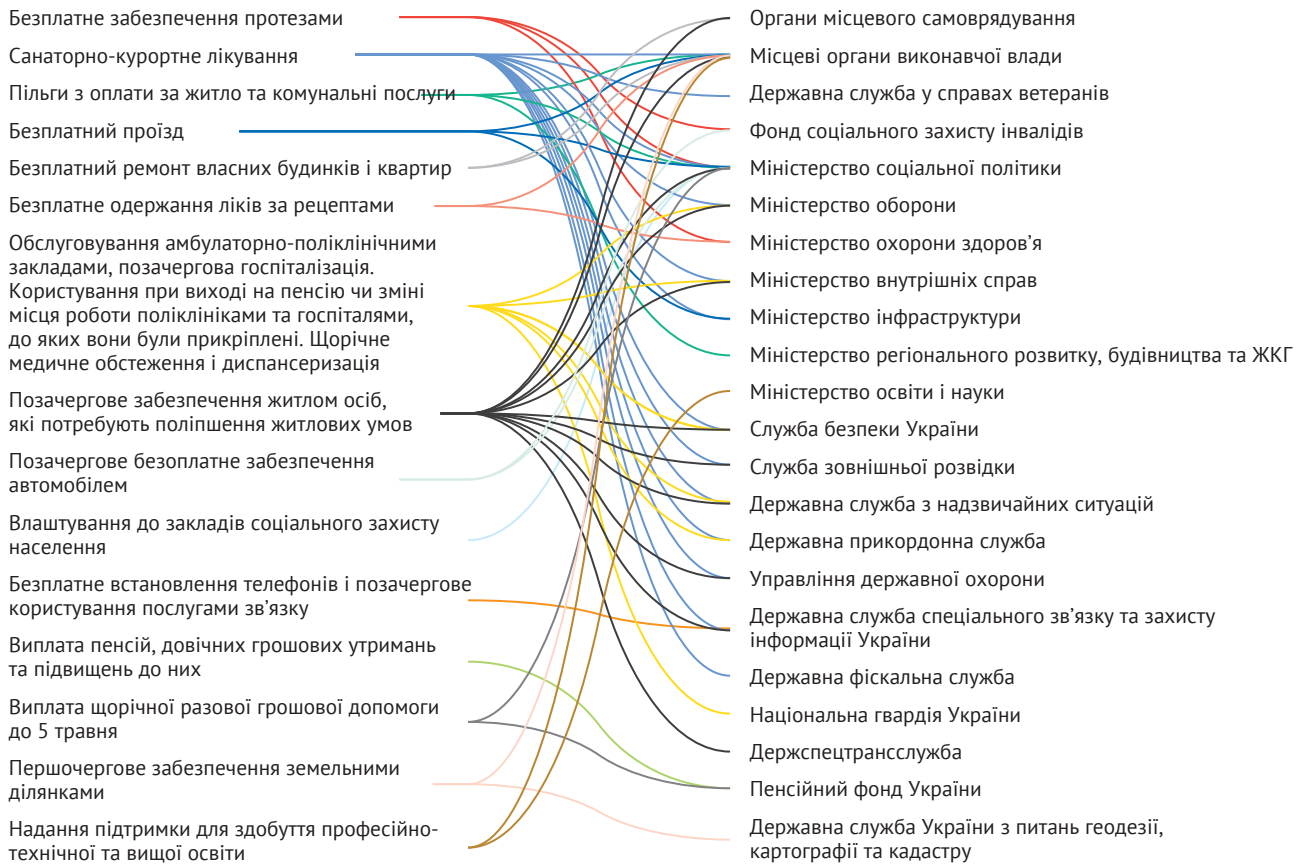 Безплатне забезпечення протезами
Санаторно-курортне лікування
Пільги з оплати за житло та комунальні послуги
Безплатний проїзд
Безплатний ремонт власних будинків і квартир
Безплатне одержання ліків за рецептами
Обслуговування амбулаторно-поліклінічними
закладами, позачергова госпіталізація.
Користування при виході на пенсію чи зміні
місця роботи поліклініками та госпіталями,
до яких вони були прикріплені. Щорічне
медичне обстеження і диспансеризація
Позачергове забезпечення житлом осіб,
які потребують поліпшення житлових умов
Позачергове безоплатне забезпечення
автомобілем
Влаштування до закладів соціального захисту
населення
Безплатне встановлення телефонів і позачергове
користування послугами зв’язку
Виплата пенсій, довічних грошових утримань
та підвищень до них
Виплата щорічної разової грошової допомоги
до 5 травня
Першочергове забезпечення земельними
ділянками
Надання підтримки для здобуття професійно-
технічної та вищої освіти
Органи місцевого самоврядування
Місцеві органи виконавчої влади
Державна служба у справах ветеранів
Фонд соціального захисту інвалідів
Міністерство соціальної політики
Міністерство оборони
Міністерство охорони здоров’я
Міністерство внутрішніх справ
Міністерство інфраструктури
Міністерство регіонального розвитку, будівництва та ЖКГ
Міністерство освіти і науки
Служба безпеки України
Служба зовнішньої розвідки
Державна служба з надзвичайних ситуацій
Державна прикордонна служба
Управління державної охорони
Державна служба спеціального зв’язку та захисту
інформації України
Державна фіскальна служба
Національна гвардія України
Держспецтрансслужба
Пенсійний фонд України
Державна служба України з питань геодезії,
картографії та кадастру